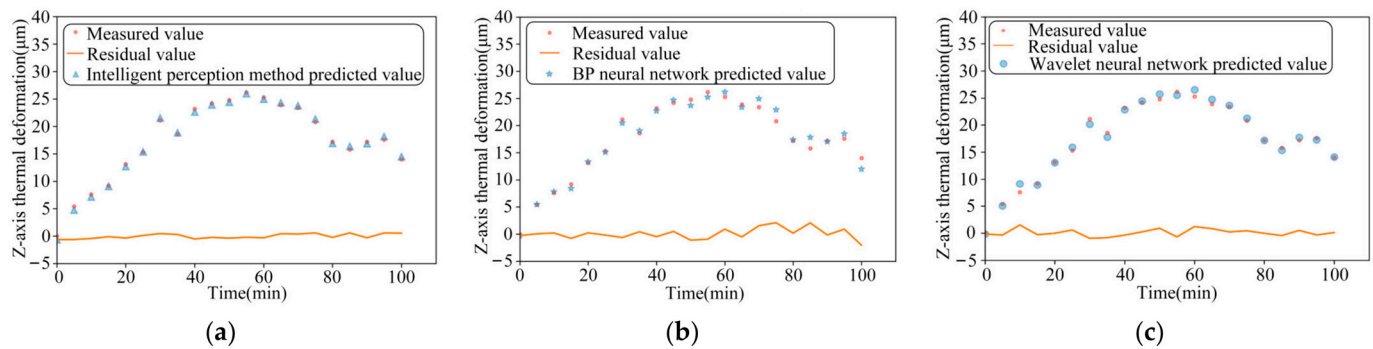 Z-axis thermal deformation(μm)
40
35
30
25
20
15
10
5
0
−5
Measured value
Residual value
Intelligent perception method predicted value
0
20
40
60
80
100
Time(min)
(a)
Z-axis thermal deformation(μm)
40
35
30
25
20
15
10
5
0
−5
Measured value
Residual value
BP neural network predicted value
0
20
40
60
80
100
Time(min)
(b)
Z-axis thermal deformation(μm)
40
35
30
25
20
15
10
5
0
−5
Measured value
Residual value
Wavelet neural network predicted value
0
20
40
60
80
100
Time(min)
(c)